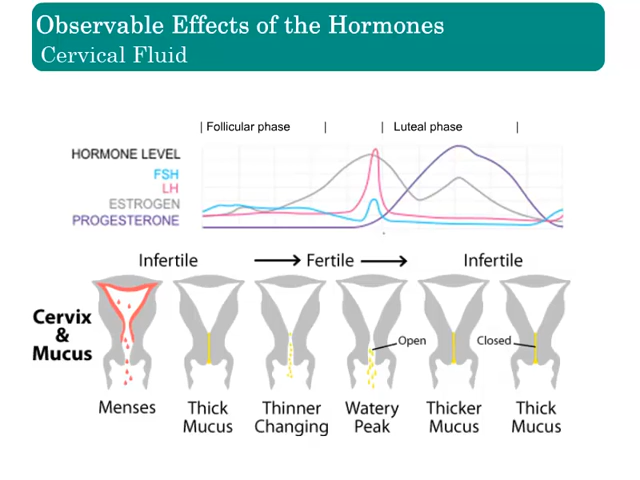 Observable Effects of the Hormones
Cervical Fluid
| Follicular phase | | Luteal phase |
HORMONE LEVEL
FSH
LH
ESTROGEN
PROGESTERONE
Infertile Fertile Infertile
Cervix
&
Mucus
Open
Closed
Menses
Thick
Mucus
Thinner
Changing
Watery
Peak
Thicker
Mucus
Thick
Mucus